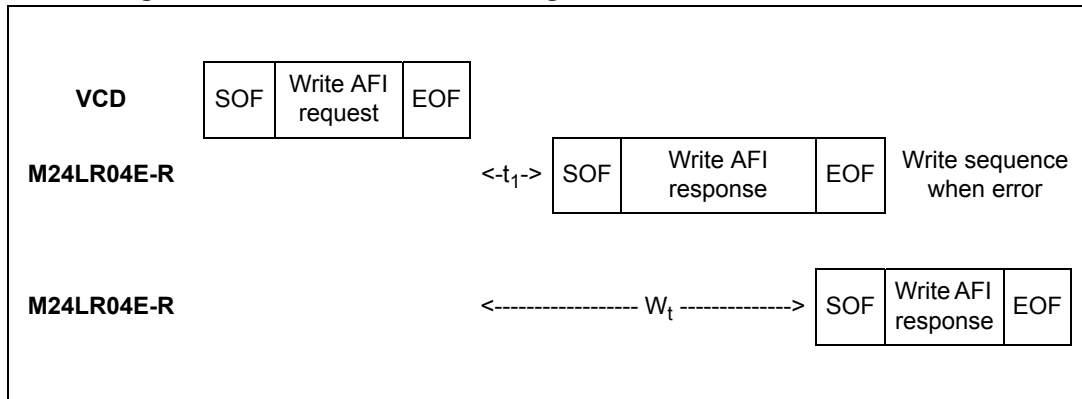 VCD SOF Write AFI request EOF
M24LR04E-R <-t1-> SOF Write AFI response EOF Write sequence when error
M24LR04E-R <------------------ Wt --------------> SOF Write AFI response EOF